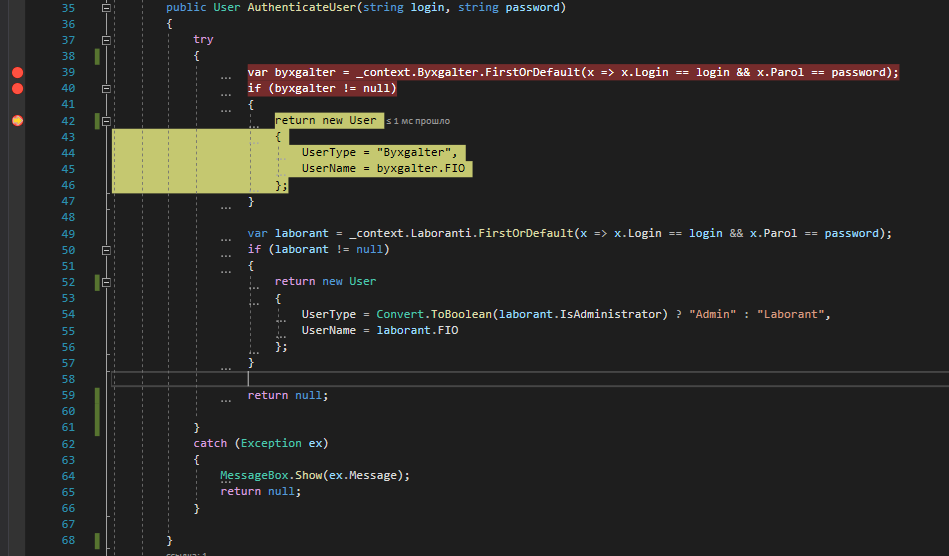 35 public User AuthenticateUser(string login, string password)
36 {
37 try
38 {
39 var byxgalter = _context.Byxgalter.FirstOrDefault(x => x.Login == login && x.Parol == password);
40 if (byxgalter != null)
41 {
42 return new User ≤ 1 мс прошло
43 {
44 UserType = "Byxgalter",
45 UserName = byxgalter.FIO
46 };
47 }
48
49 var laborant = _context.Laboranti.FirstOrDefault(x => x.Login == login && x.Parol == password);
50 if (laborant != null)
51 {
52 return new User
53 {
54 UserType = Convert.ToBoolean(laborant.IsAdministrator) ? "Admin" : "Laborant",
55 UserName = laborant.FIO
56 };
57 }
58
59 return null;
60
61 }
62 catch (Exception ex)
63 {
64 MessageBox.Show(ex.Message);
65 return null;
66 }
67
68 }
ссылка: 1